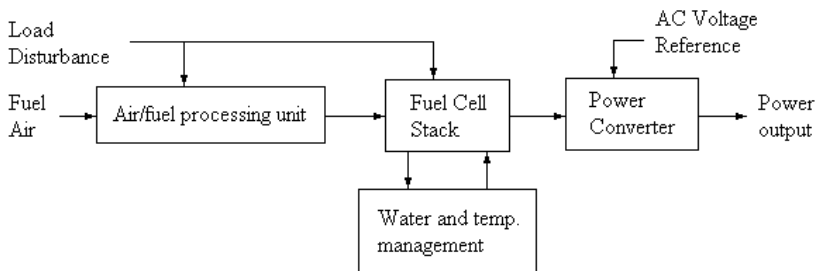 Load
Disturbance
AC Voltage
Reference
Fuel
Air
Air/fuel processing unit
Fuel Cell
Stack
Power
Converter
Power
output
Water and temp.
management